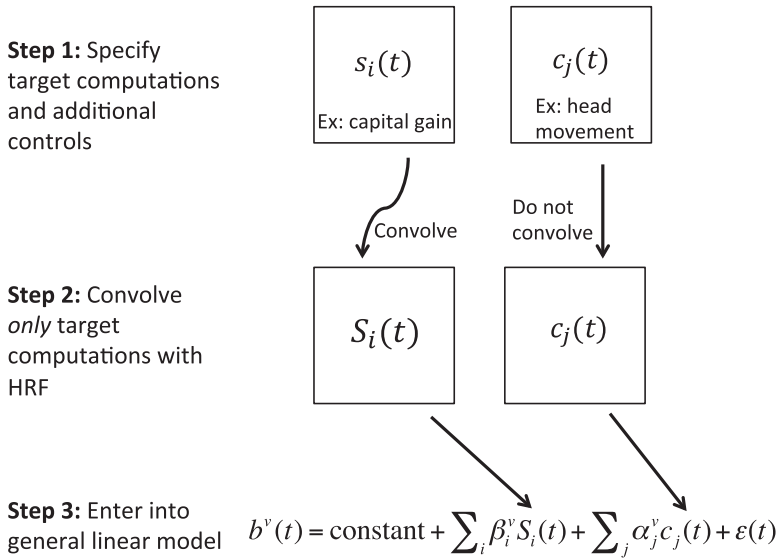 Step 1: Specify
target computations
and additional
controls
s_i(t)
Ex: capital gain
c_j(t)
Ex: head
movement
Convolve
Do not
convolve
Step 2: Convolve
only target
computations with
HRF
S_i(t)
c_j(t)
Step 3: Enter into
general linear model
b^v(t) = constant + ∑_i β_i^v S_i(t) + ∑_j α_j^v c_j(t) + ε(t)